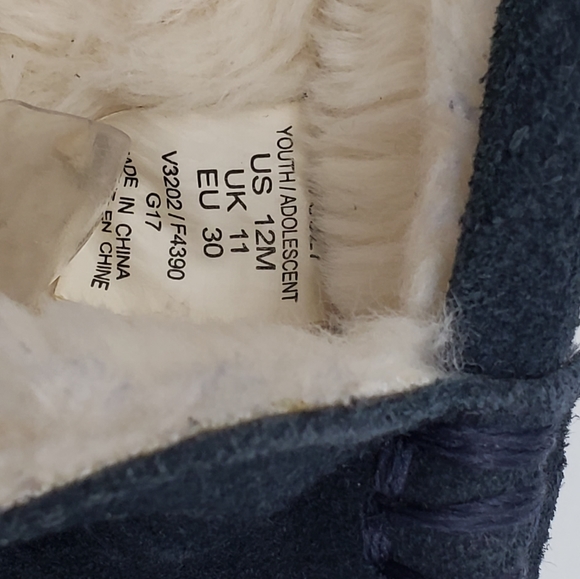 YOUTH / ADOLESCENT
US 12M
UK 11
EU 30
V3202 / F4390
G17
IN CHINA
EN CHINE